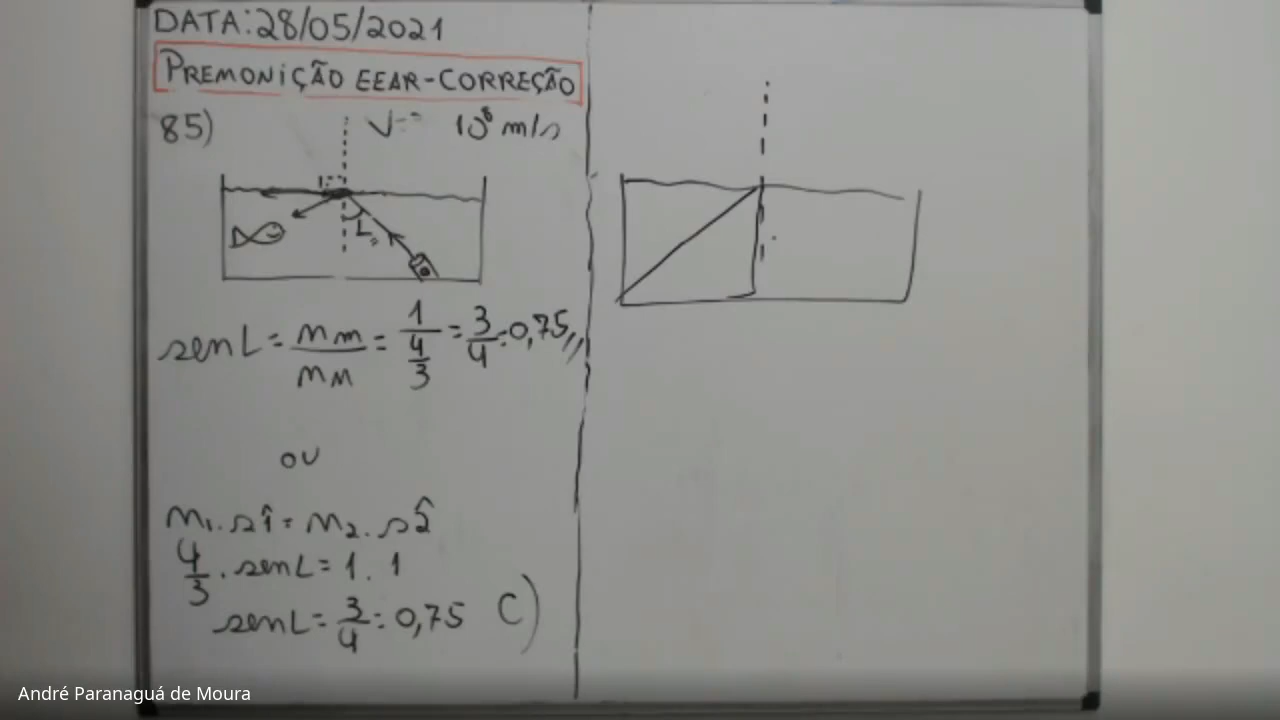 DATA:28/05/2021
PREMONIÇÃO EEAR-CORREÇÃO
85) V= 10⁸ m/s
L
senL = nm/nM = 1/(4/3) = 3/4 = 0,75,,
ou
n1.s1̂ = n2.s2̂
4/3 . senL = 1 . 1
senL = 3/4 = 0,75 C)
André Paranaguá de Moura